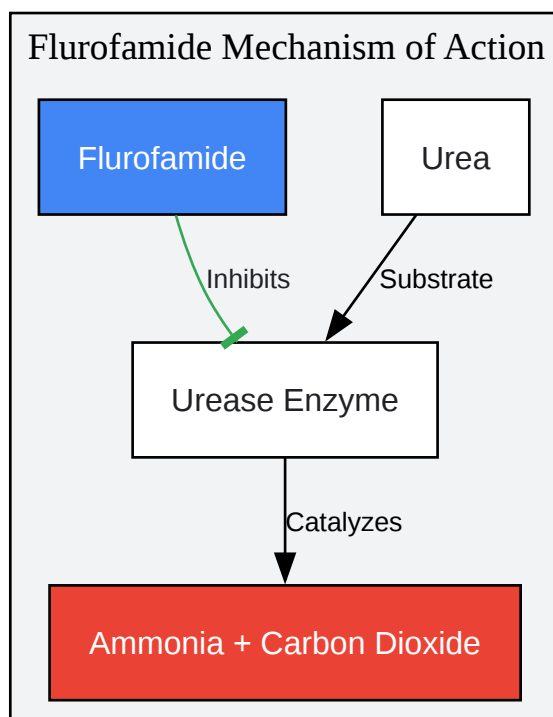 Flurofamide Mechanism of Action
Flurofamide
Urea
Inhibits
Substrate
Urease Enzyme
Catalyzes
Ammonia + Carbon Dioxide